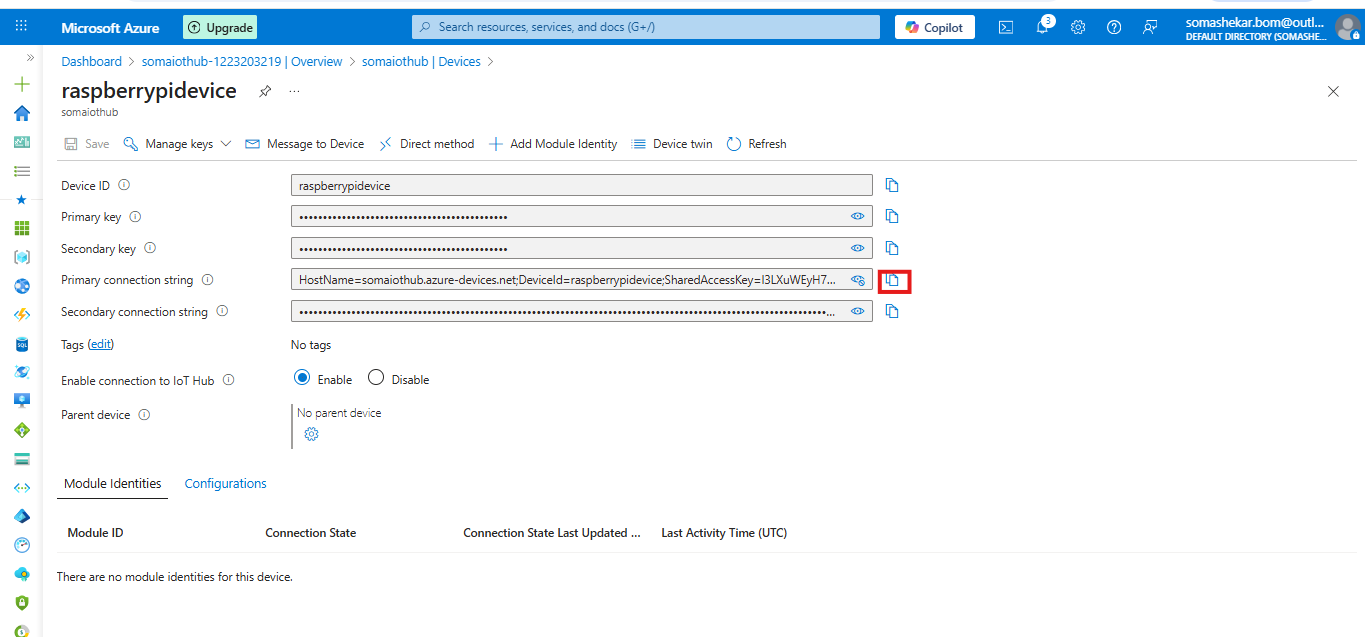 Microsoft Azure
Upgrade
Search resources, services, and docs (G+/)
Copilot
3
somashekar.bom@outl...
DEFAULT DIRECTORY (SOMASHE...
Dashboard > somaiothub-1223203219 | Overview > somaiothub | Devices >
raspberrypidevice ...
somaiothub
Save Manage keys Message to Device Direct method Add Module Identity Device twin Refresh
Device ID raspberrypidevice
Primary key ••••••••••••••••••••••••••••••••••••••••••••
Secondary key ••••••••••••••••••••••••••••••••••••••••••••
Primary connection string HostName=somaiothub.azure-devices.net;DeviceId=raspberrypidevice;SharedAccessKey=I3LXuWEyH7...
Secondary connection string ...
Tags (edit) No tags
Enable connection to IoT Hub Enable Disable
Parent device No parent device
Module Identities Configurations
Module ID Connection State Connection State Last Updated ... Last Activity Time (UTC)
There are no module identities for this device.